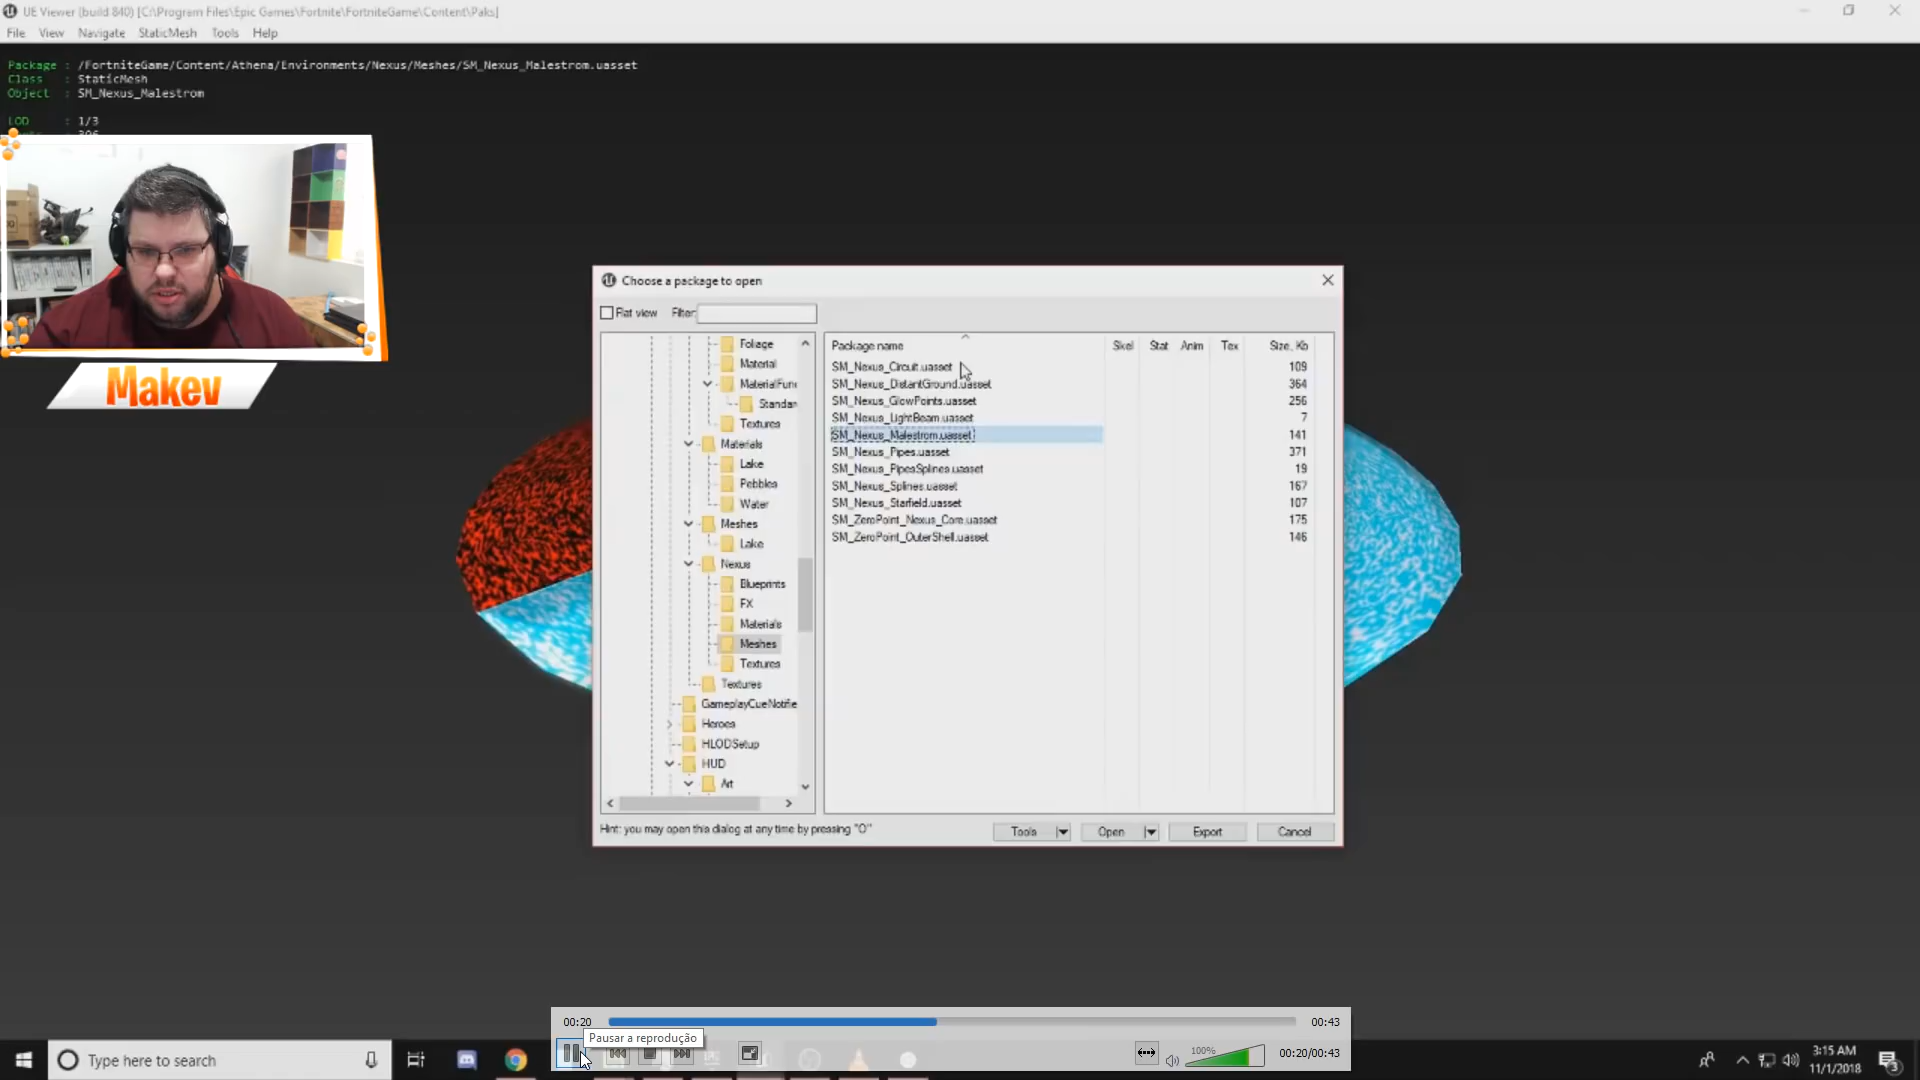 UE Viewer (build 840) [C:\Program Files\Epic Games\Fortnite\FortniteGame\Content\Paks]
File View Navigate StaticMesh Tools Help
Package : /FortniteGame/Content/Athena/Environments/Nexus/Meshes/SM_Nexus_Malestrom.uasset
Class : StaticMesh
Object : SM_Nexus_Malestrom
LOD : 1/3
Makev
Choose a package to open
Flat view Filter:
Foliage
Material
MaterialFunc
Standar
Textures
Materials
Lake
Pebbles
Water
Meshes
Lake
Nexus
Blueprints
FX
Materials
Meshes
Textures
Textures
GameplayCueNotifie
Heroes
HLODSetup
HUD
Art
Package name Skel Stat Anim Tex Size, Kb
SM_Nexus_Circuit.uasset 109
SM_Nexus_DistantGround.uasset 364
SM_Nexus_GlowPoints.uasset 256
SM_Nexus_LightBeam.uasset 7
SM_Nexus_Malestrom.uasset 141
SM_Nexus_Pipes.uasset 371
SM_Nexus_PipesSplines.uasset 19
SM_Nexus_Splines.uasset 167
SM_Nexus_Starfield.uasset 107
SM_ZeroPoint_Nexus_Core.uasset 175
SM_ZeroPoint_OuterShell.uasset 146
Hint: you may open this dialog at any time by pressing "O"
Tools Open Export Cancel
00:20 00:43
Pausar a reprodução
100% 00:20/00:43
Type here to search
3:15 AM
11/1/2018
3